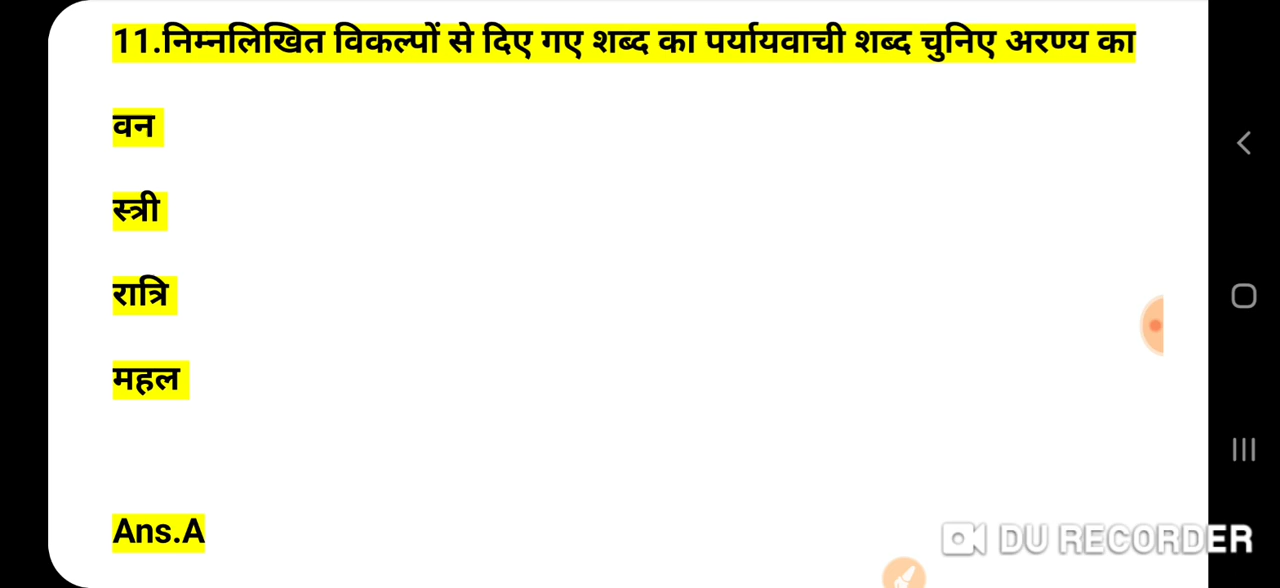 11.निम्नलिखित विकल्पों से दिए गए शब्द का पर्यायवाची शब्द चुनिए अरण्य का
वन
स्त्री
रात्रि
महल
Ans.A
DU RECORDER